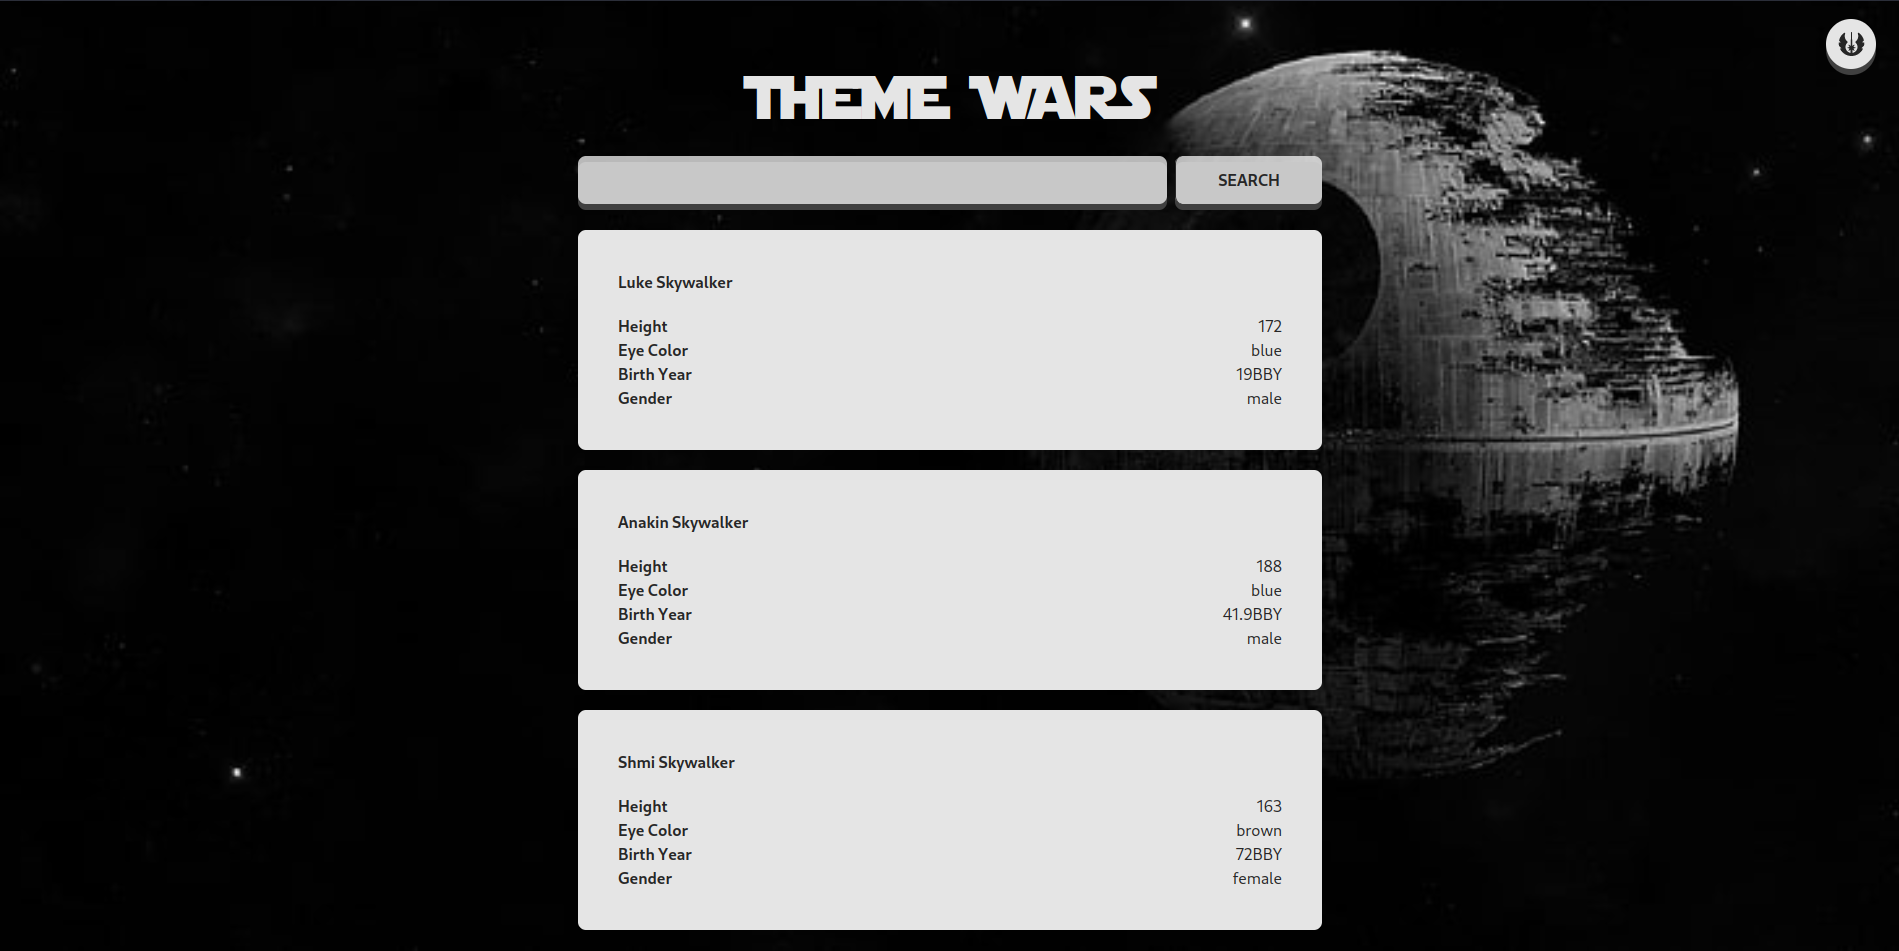 THEME WARS
SEARCH
Luke Skywalker
Height 172
Eye Color blue
Birth Year 19BBY
Gender male
Anakin Skywalker
Height 188
Eye Color blue
Birth Year 41.9BBY
Gender male
Shmi Skywalker
Height 163
Eye Color brown
Birth Year 72BBY
Gender female